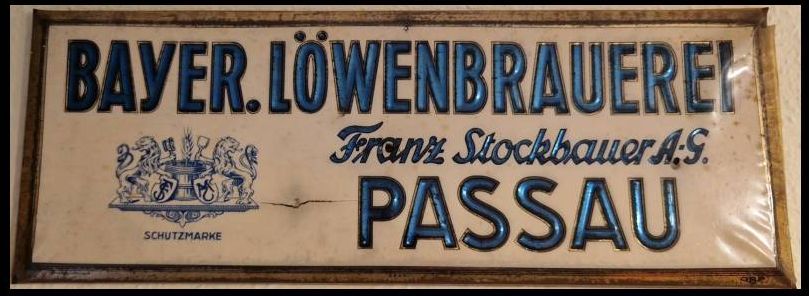 BAYER. LÖWENBRAUEREI
Franz Stockbauer A.-G.
PASSAU
SCHUTZMARKE